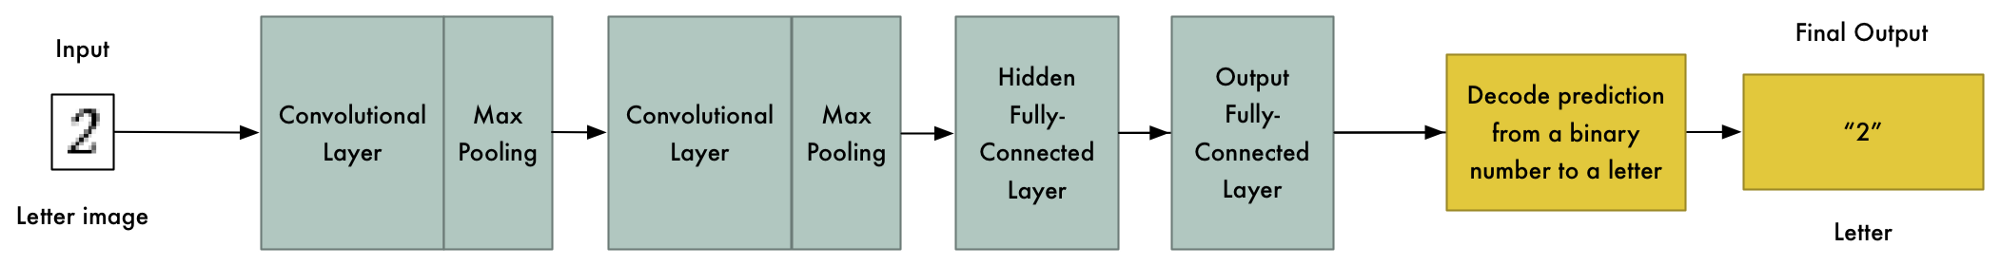 Input
2
Letter image
Convolutional
Layer
Max
Pooling
Convolutional
Layer
Max
Pooling
Hidden
Fully-
Connected
Layer
Output
Fully-
Connected
Layer
Decode prediction
from a binary
number to a letter
Final Output
“2”
Letter